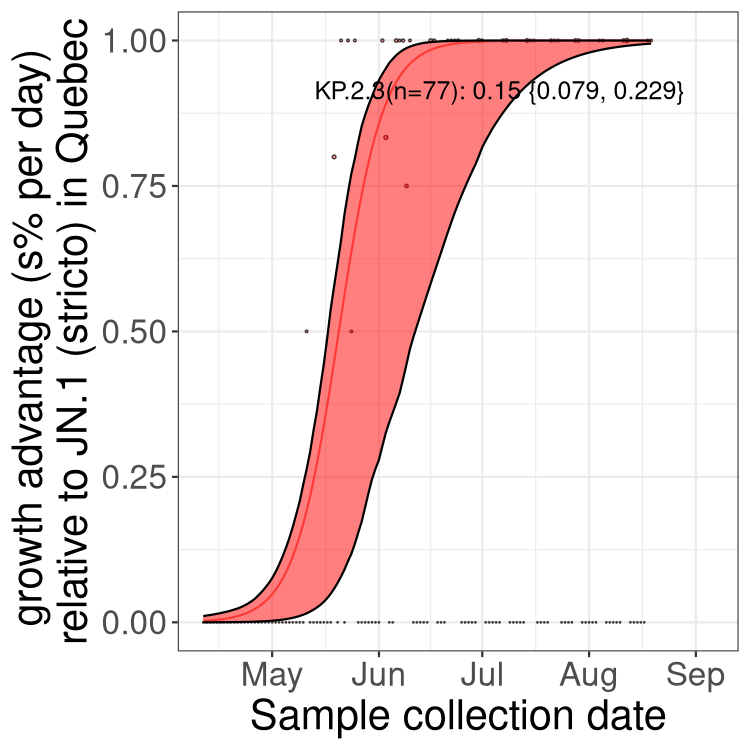 growth advantage (s% per day)
relative to JN.1 (stricto) in Quebec
1.00
0.75
0.50
0.25
0.00
KP.2.3(n=77): 0.15 {0.079, 0.229}
May Jun Jul Aug Sep
Sample collection date